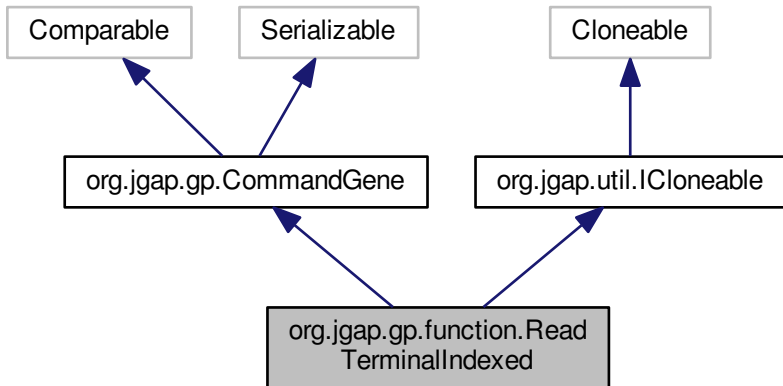 Comparable
Serializable
Cloneable
org.jgap.gp.CommandGene
org.jgap.util.ICloneable
org.jgap.gp.function.Read
TerminalIndexed